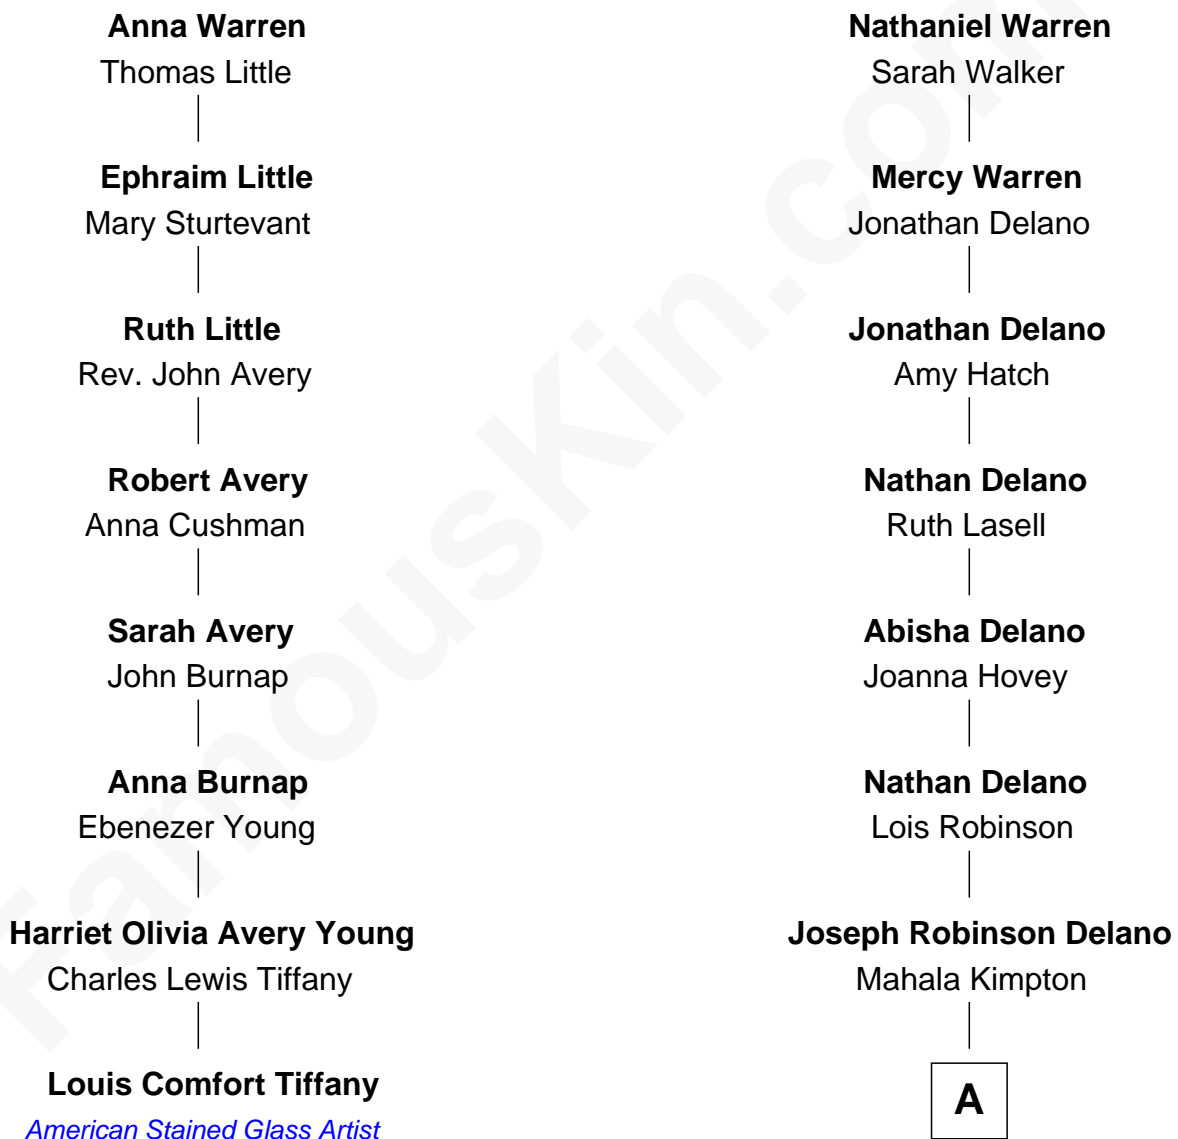 Anna Warren
Thomas Little
Ephraim Little
Mary Sturtevant
Ruth Little
Rev. John Avery
Robert Avery
Anna Cushman
Sarah Avery
John Burnap
Anna Burnap
Ebenezer Young
Harriet Olivia Avery Young
Charles Lewis Tiffany
Louis Comfort Tiffany
American Stained Glass Artist
Nathaniel Warren
Sarah Walker
Mercy Warren
Jonathan Delano
Jonathan Delano
Amy Hatch
Nathan Delano
Ruth Lasell
Abisha Delano
Joanna Hovey
Nathan Delano
Lois Robinson
Joseph Robinson Delano
Mahala Kimpton
A
FamousKin.com